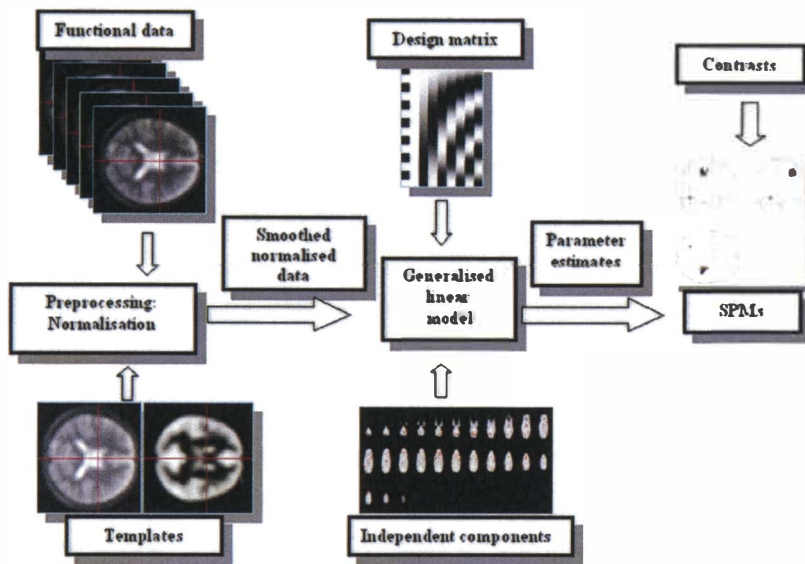 Functional data
Design matrix
Contrasts
Smoothed
normalised
data
Parameter
estimates
Preprocessing:
Normalisation
Generalised
linear
model
SPMs
Templates
Independent components